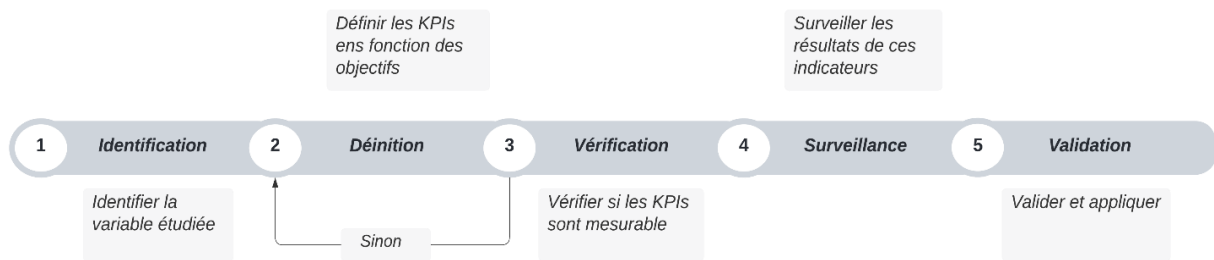 Définir les KPIs
ens fonction des
objectifs
Surveiller les
résultats de ces
indicateurs
1
Identification
2
Déinition
3
Vérification
4
Surveillance
5
Validation
Identifier la
variable étudiée
Sinon
Vérifier si les KPIs
sont mesurable
Valider et appliquer